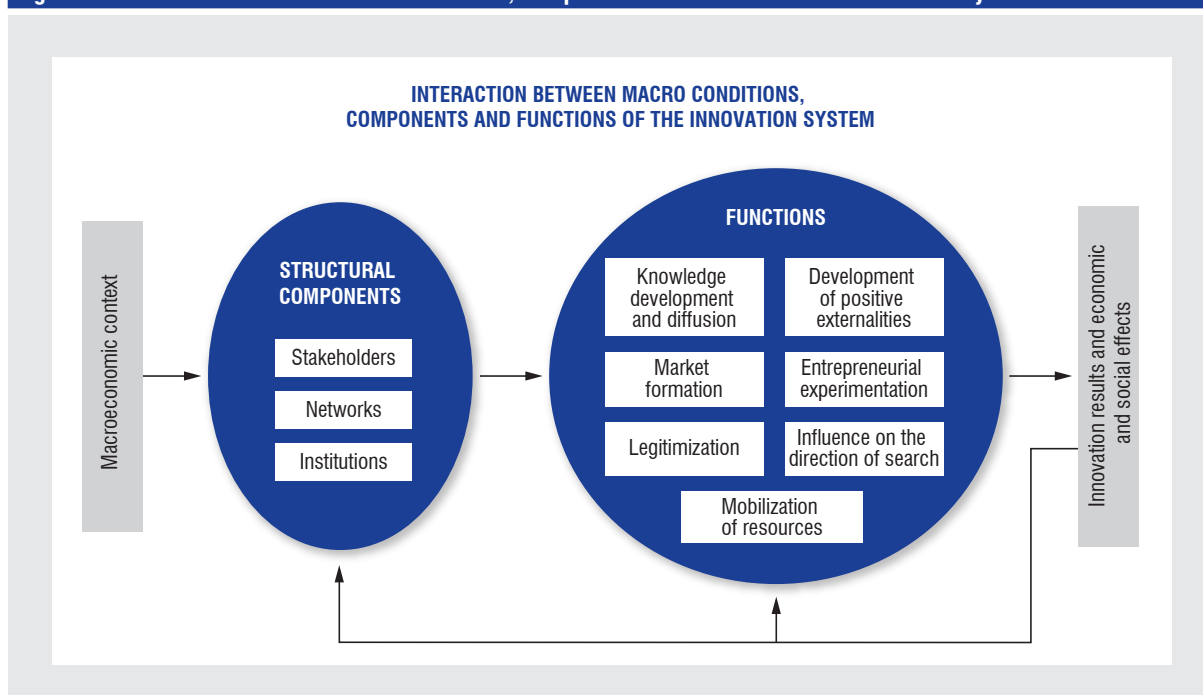 INTERACTION BETWEEN MACRO CONDITIONS,
COMPONENTS AND FUNCTIONS OF THE INNOVATION SYSTEM
Macroeconomic context
STRUCTURAL
COMPONENTS
Stakeholders
Networks
Institutions
FUNCTIONS
Knowledge
development
and diffusion
Development
of positive
externalities
Market
formation
Entrepreneurial
experimentation
Legitimization
Influence on the
direction of search
Mobilization
of resources
Innovation results and economic
and social effects